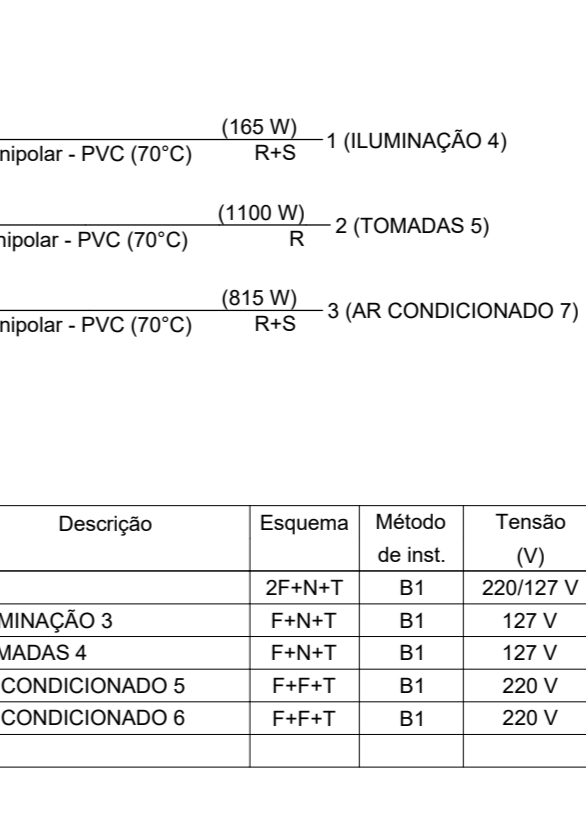 (165 W)
nipolar - PVC (70°C) R+S 1 (ILUMINAÇÃO 4)
(1100 W)
nipolar - PVC (70°C) R 2 (TOMADAS 5)
(815 W)
nipolar - PVC (70°C) R+S 3 (AR CONDICIONADO 7)
Descrição Esquema Método Tensão
de inst. (V)
2F+N+T B1 220/127 V
MINAÇÃO 3 F+N+T B1 127 V
MADAS 4 F+N+T B1 127 V
CONDICIONADO 5 F+F+T B1 220 V
CONDICIONADO 6 F+F+T B1 220 V